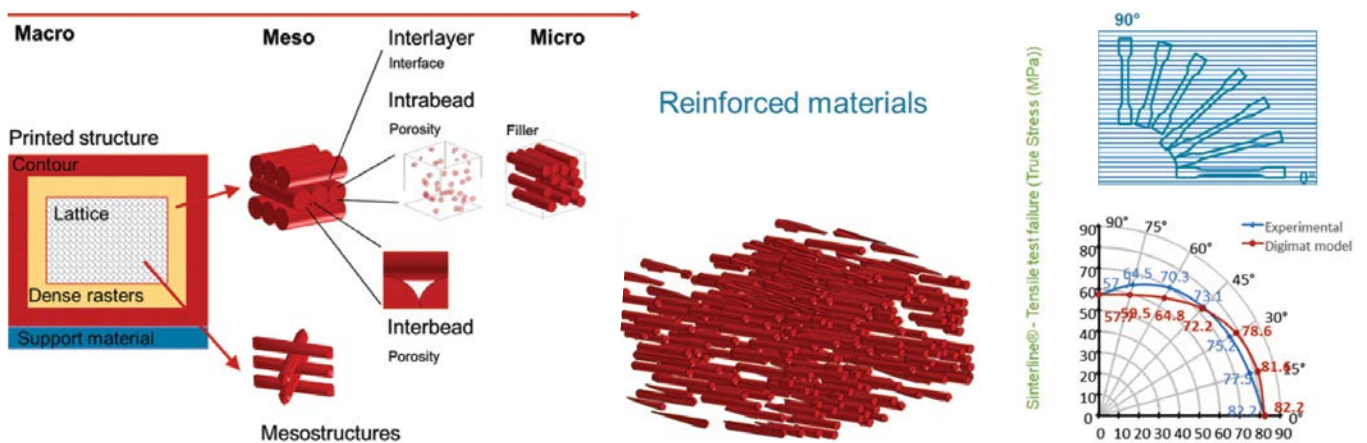 Macro
Meso
Interlayer
Interface
Micro
Intrabead
Porosity
Filler
Printed structure
Contour
Lattice
Dense rasters
Support material
Interbead
Porosity
Mesostructures
Reinforced materials
Sinterline® - Tensile test failure (True Stress (MPa))
90°
0°
Experimental
Digimat model
90°
75°
60°
45°
30°
15°
0°
90
80
70
60
50
40
30
20
10
0
57.7
64.5
70.3
73.1
75.2
77.5
82.2
57.7
59.5
64.8
72.2
78.6
81.6
82.2
0 10 20 30 40 50 60 70 80 90